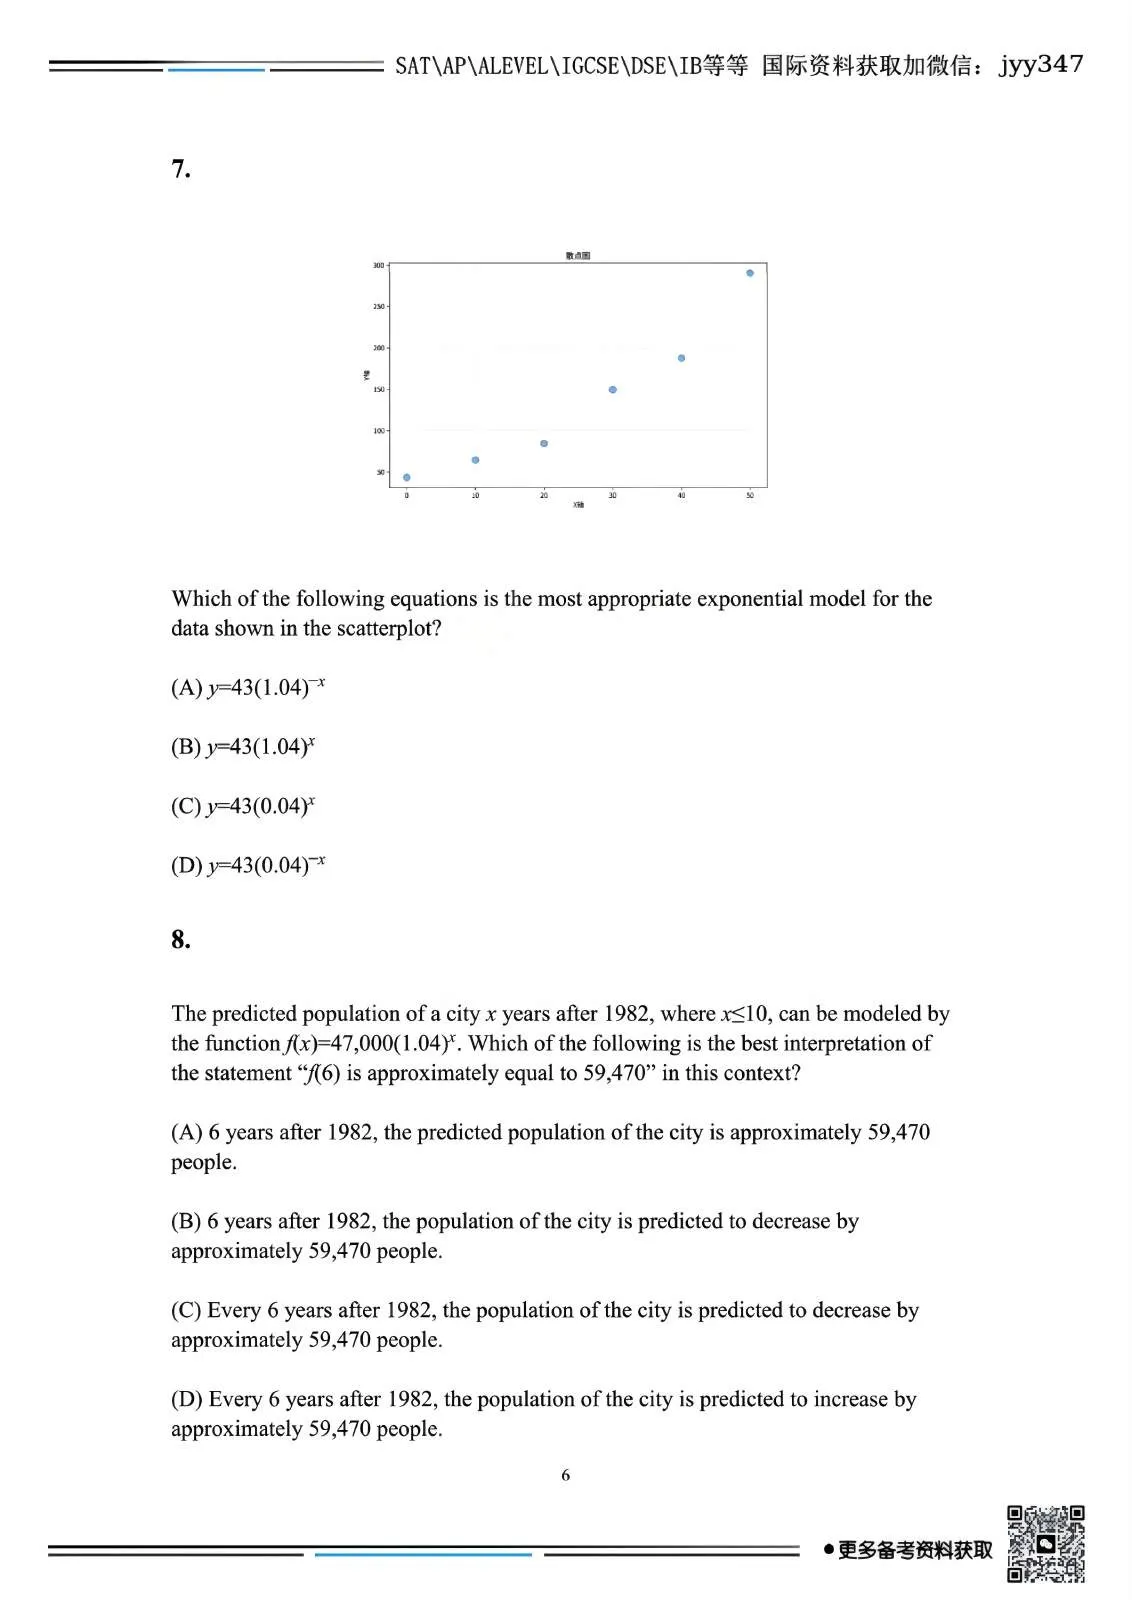 SAT\AP\ALEVEL\IGCSE\DSE\IB等等 国际资料获取加微信：jyy347
7.
散点图
300
250
200
150
100
50
Y轴
0 10 20 30 40 50
X轴
Which of the following equations is the most appropriate exponential model for the
data shown in the scatterplot?
(A) y=43(1.04)⁻ˣ
(B) y=43(1.04)ˣ
(C) y=43(0.04)ˣ
(D) y=43(0.04)⁻ˣ
8.
The predicted population of a city x years after 1982, where x≤10, can be modeled by
the function f(x)=47,000(1.04)ˣ. Which of the following is the best interpretation of
the statement “f(6) is approximately equal to 59,470” in this context?
(A) 6 years after 1982, the predicted population of the city is approximately 59,470
people.
(B) 6 years after 1982, the population of the city is predicted to decrease by
approximately 59,470 people.
(C) Every 6 years after 1982, the population of the city is predicted to decrease by
approximately 59,470 people.
(D) Every 6 years after 1982, the population of the city is predicted to increase by
approximately 59,470 people.
6
●更多备考资料获取